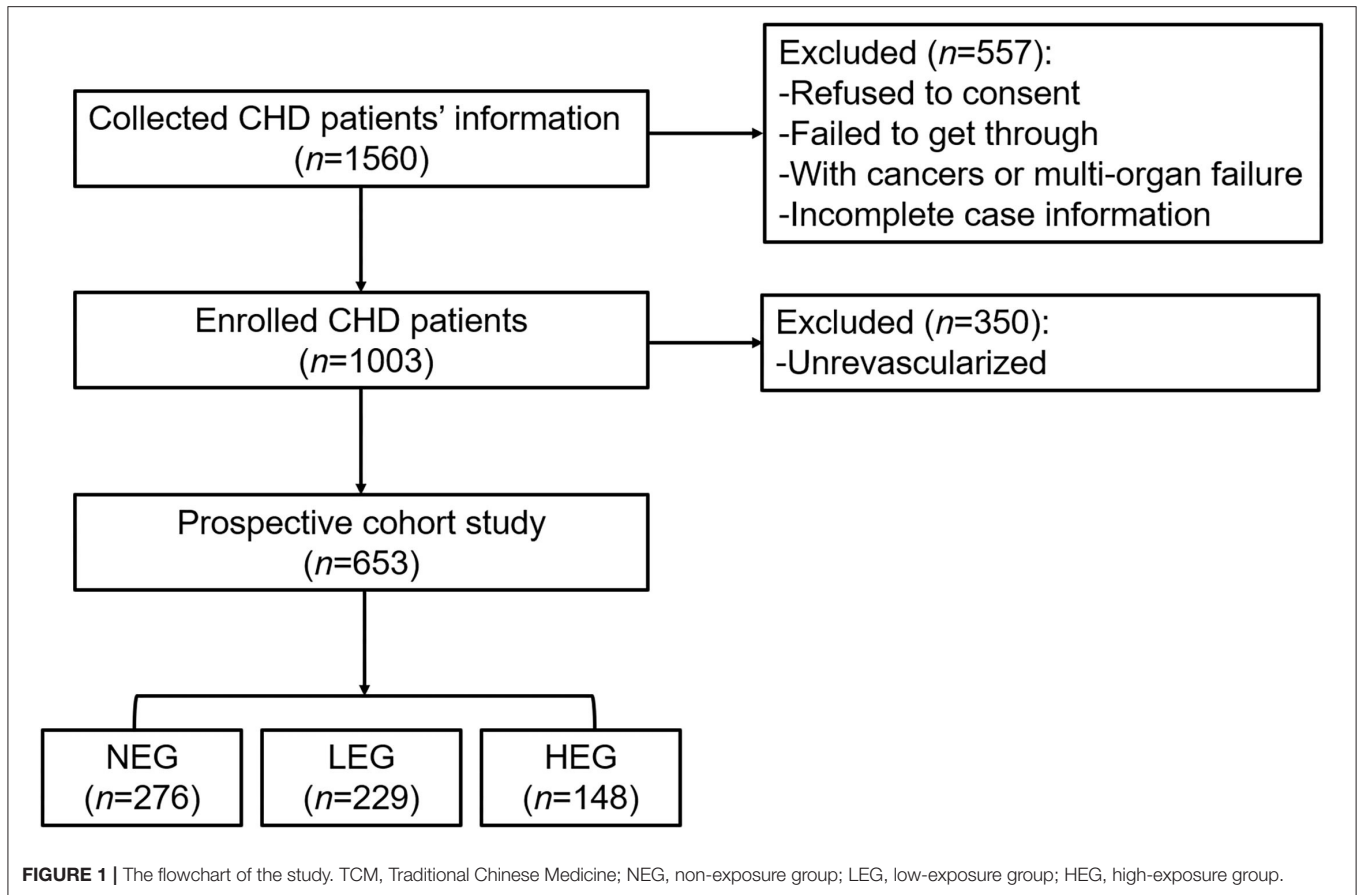 Collected CHD patients’ information
(n=1560)
Excluded (n=557):
-Refused to consent
-Failed to get through
-With cancers or multi-organ failure
-Incomplete case information
Enrolled CHD patients
(n=1003)
Excluded (n=350):
-Unrevascularized
Prospective cohort study
(n=653)
NEG
(n=276)
LEG
(n=229)
HEG
(n=148)
FIGURE 1 | The flowchart of the study. TCM, Traditional Chinese Medicine; NEG, non-exposure group; LEG, low-exposure group; HEG, high-exposure group.